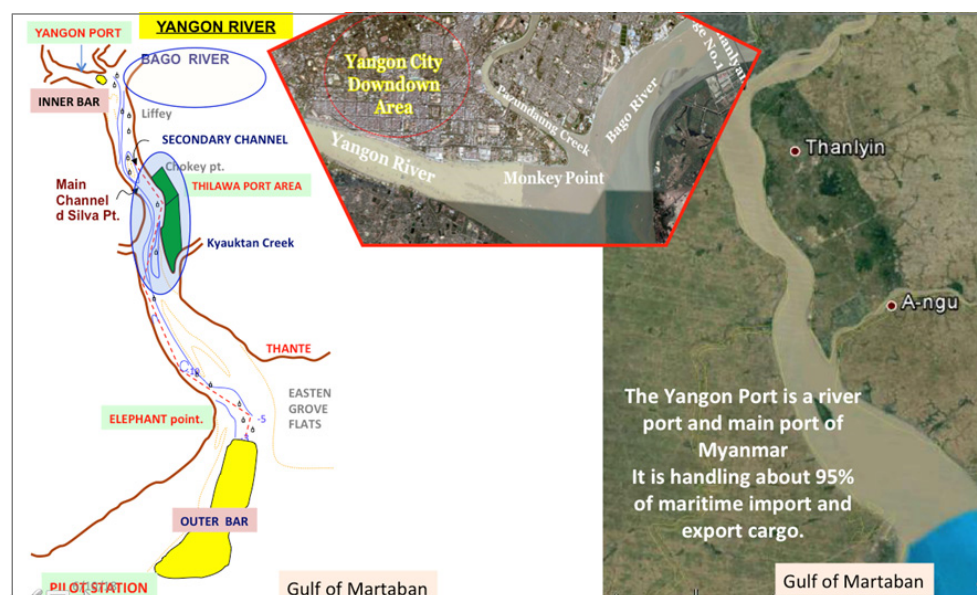 YANGON RIVER
YANGON PORT
BAGO RIVER
INNER BAR
Liffey
SECONDARY CHANNEL
Chokey pt.
THILAWA PORT AREA
Main
Channel
d Silva Pt.
Kyauktan Creek
THANTE
EASTEN
GROVE
FLATS
ELEPHANT point.
-5
OUTER BAR
PILOT STATION
Gulf of Martaban
Yangon City
Downdown
Area
Pazundaung Creek
Bago River
No.1
Yangon River
Monkey Point
Thanlyin
A-ngu
The Yangon Port is a river
port and main port of
Myanmar
It is handling about 95%
of maritime import and
export cargo.
Gulf of Martaban